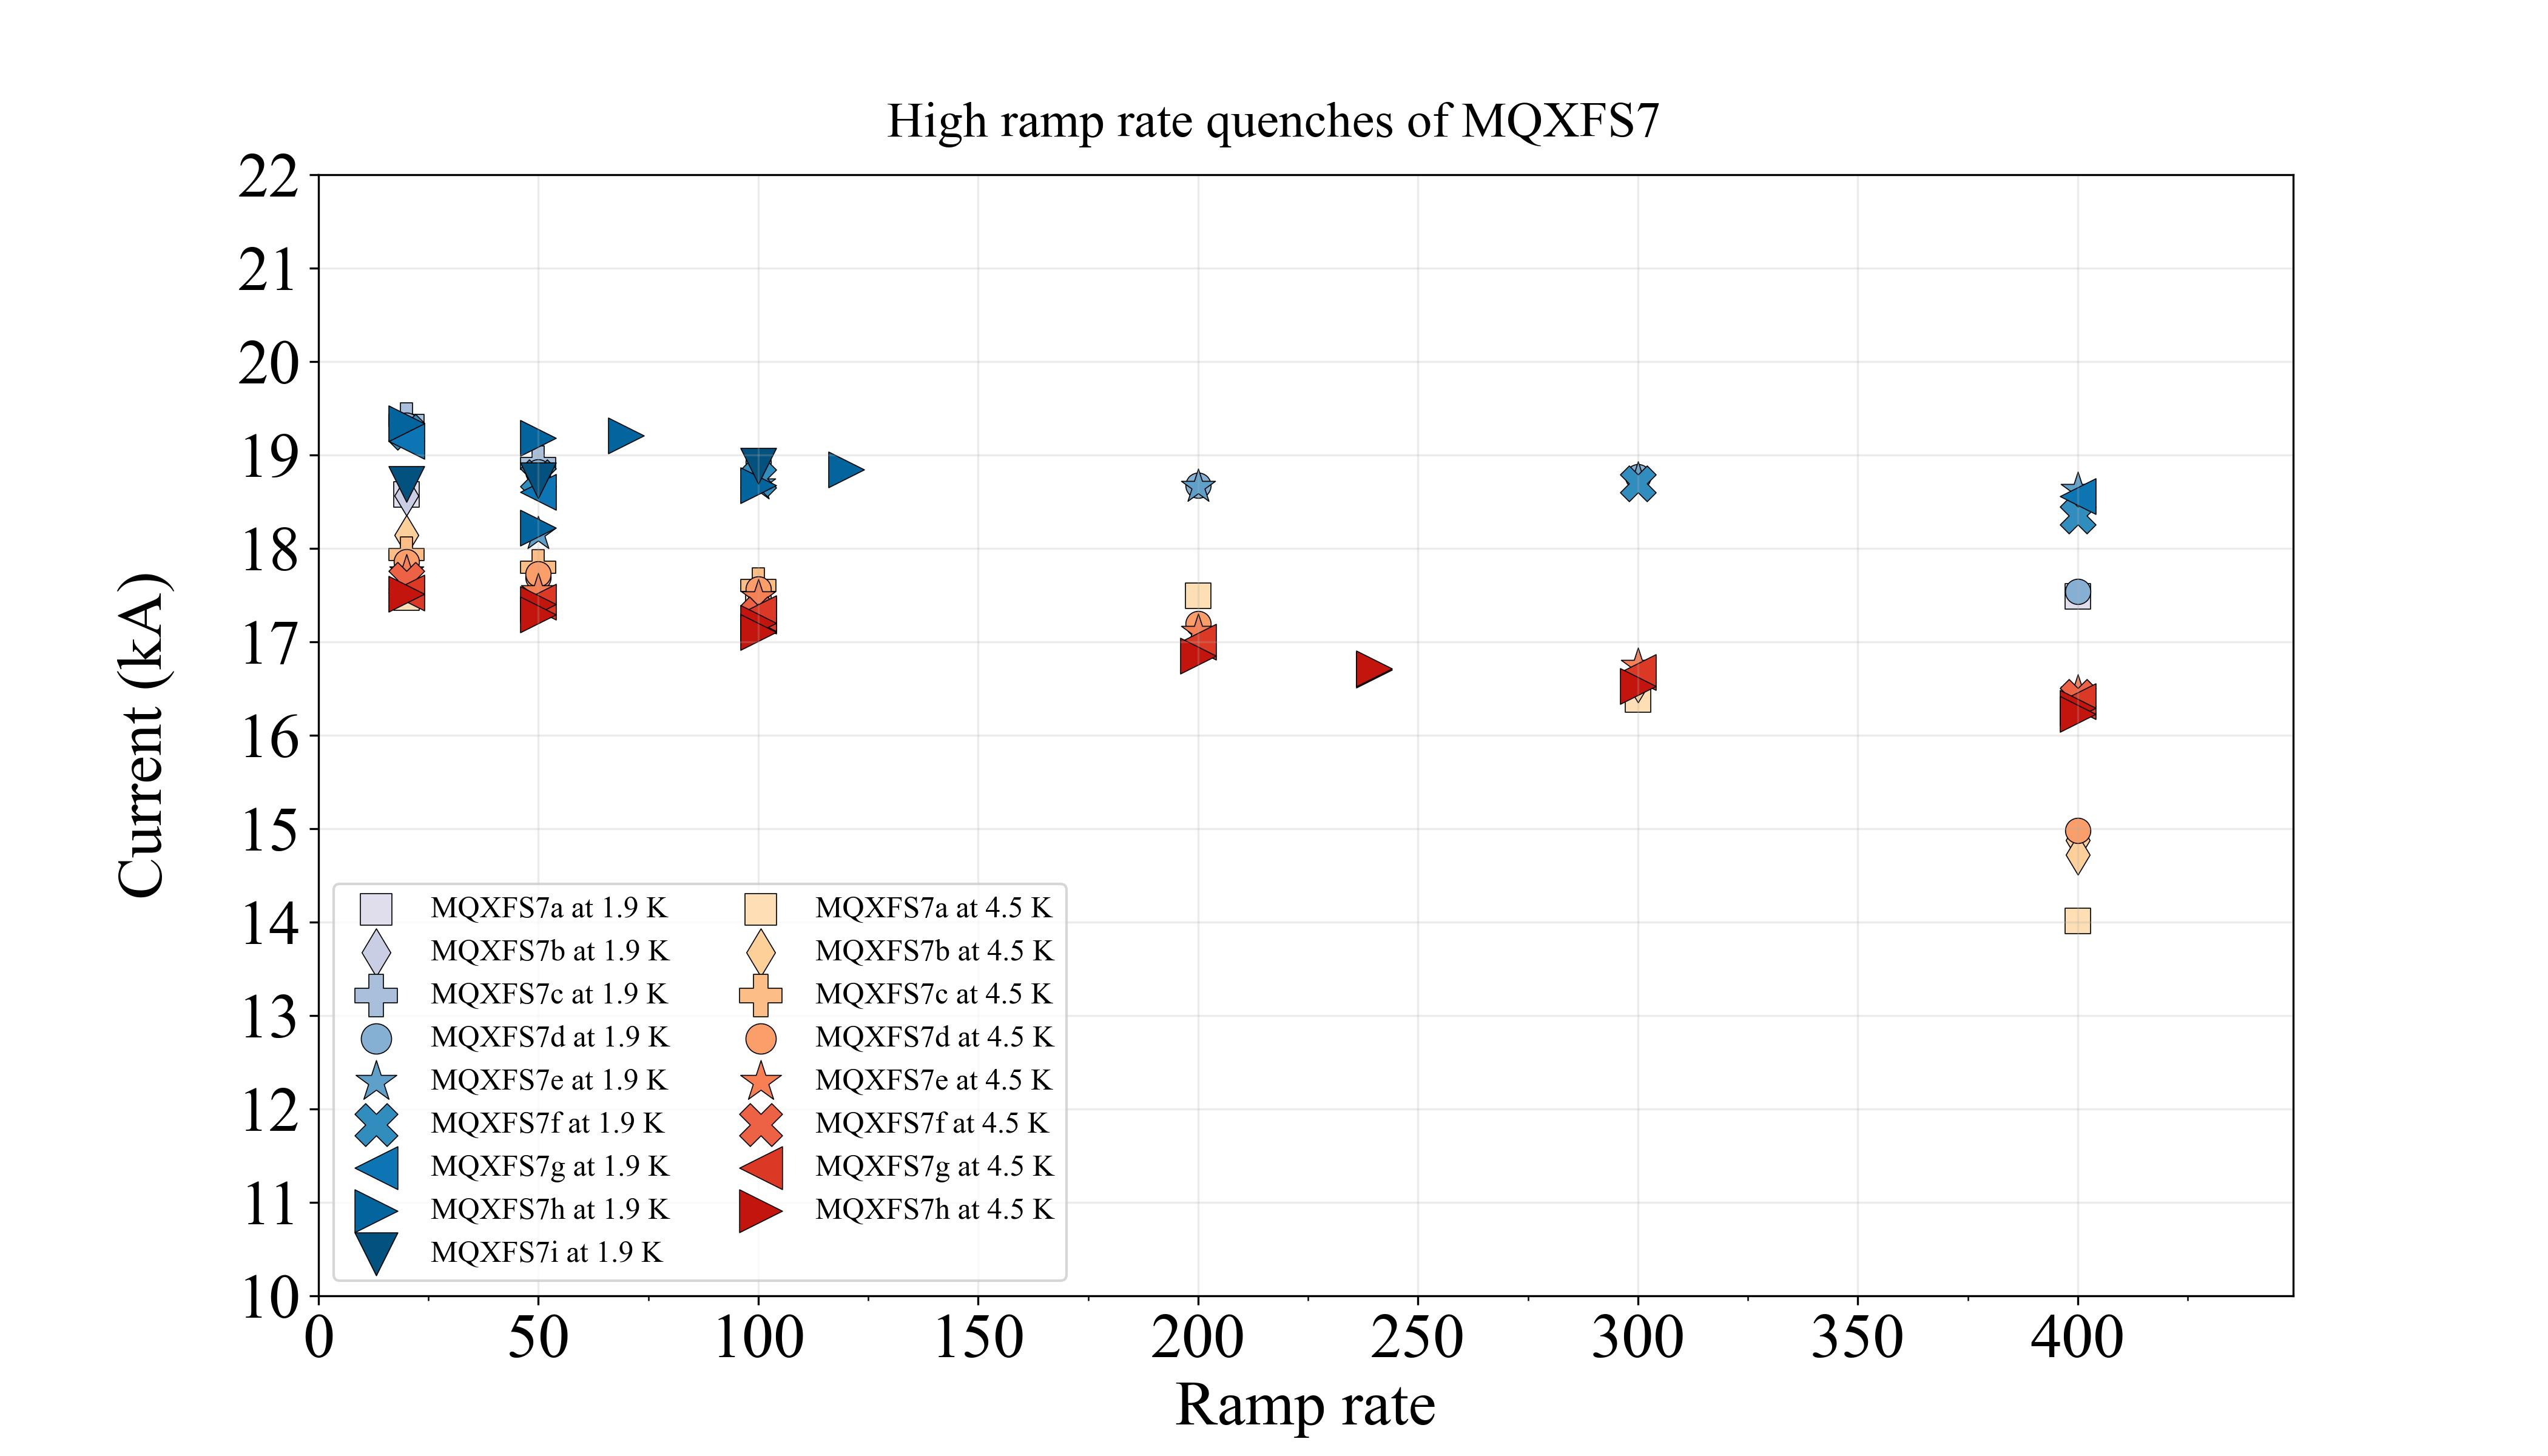 High ramp rate quenches of MQXFS7
22
21
20
19
18
17
16
15
14
13
12
11
10
Current (kA)
MQXFS7a at 1.9 K
MQXFS7b at 1.9 K
MQXFS7c at 1.9 K
MQXFS7d at 1.9 K
MQXFS7e at 1.9 K
MQXFS7f at 1.9 K
MQXFS7g at 1.9 K
MQXFS7h at 1.9 K
MQXFS7i at 1.9 K
MQXFS7a at 4.5 K
MQXFS7b at 4.5 K
MQXFS7c at 4.5 K
MQXFS7d at 4.5 K
MQXFS7e at 4.5 K
MQXFS7f at 4.5 K
MQXFS7g at 4.5 K
MQXFS7h at 4.5 K
0 50 100 150 200 250 300 350 400
Ramp rate